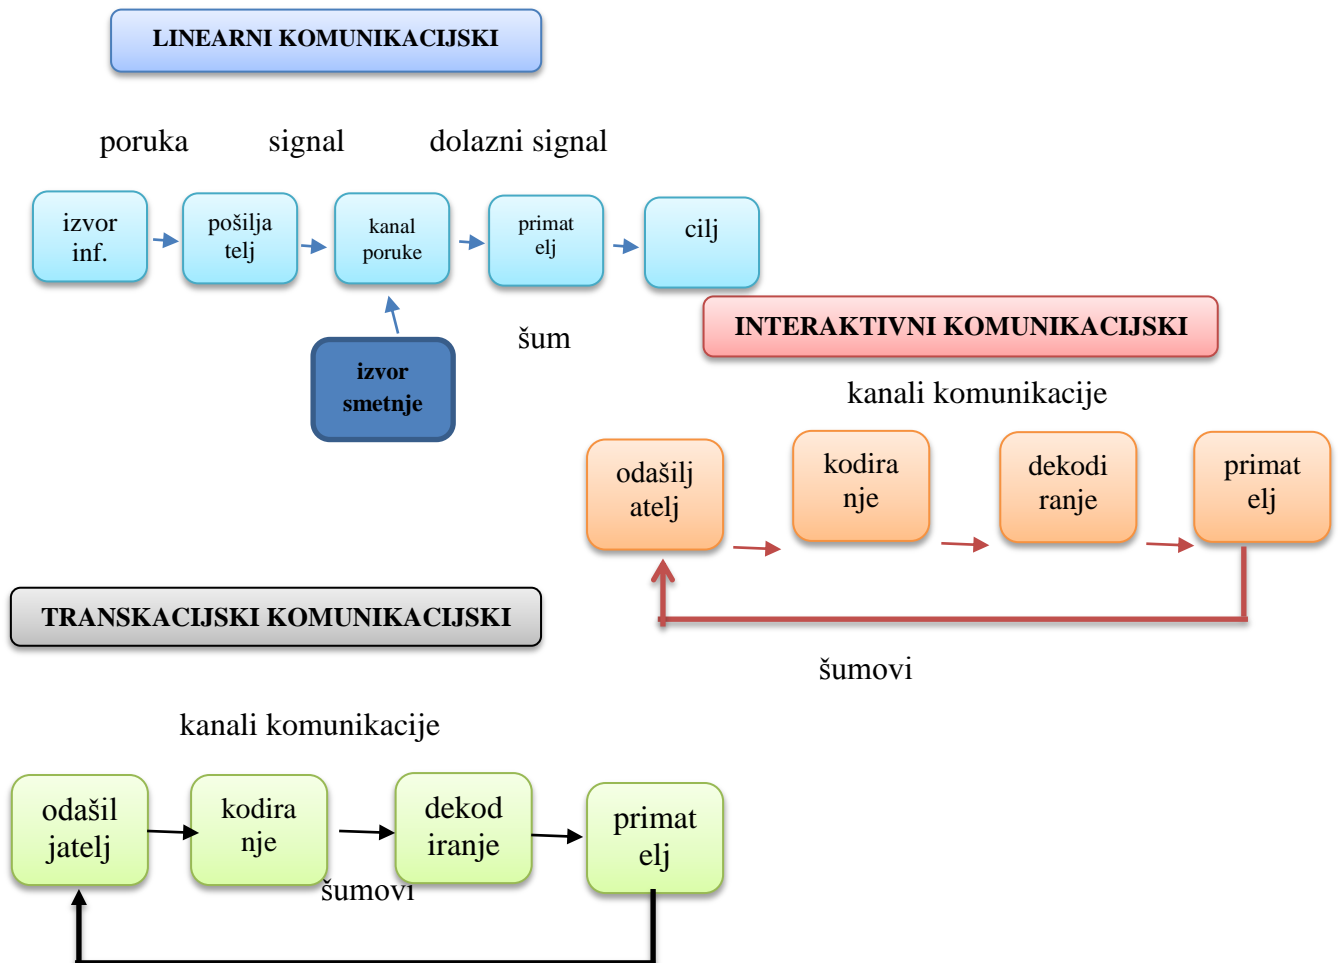 LINEARNI KOMUNIKACIJSKI
poruka signal dolazni signal
izvor
inf.
pošilja
telj
kanal
poruke
primat
elj
cilj
šum
izvor
smetnje
INTERAKTIVNI KOMUNIKACIJSKI
kanali komunikacije
odašilj
atelj
kodira
nje
dekodi
ranje
primat
elj
šumovi
TRANSKACIJSKI KOMUNIKACIJSKI
kanali komunikacije
odašil
jatelj
kodira
nje
dekod
iranje
primat
elj
šumovi